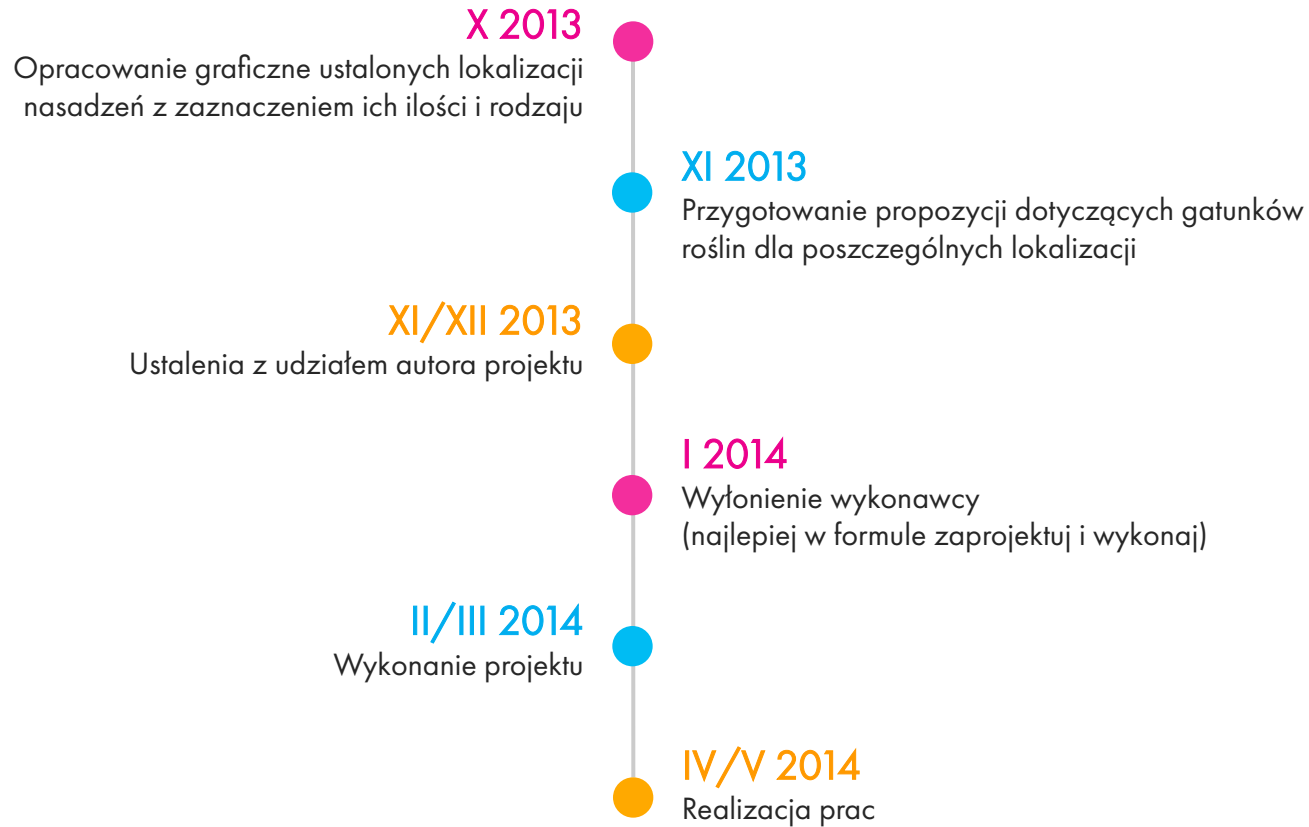 X 2013
Opracowanie graficzne ustalonych lokalizacji
nasadzeń z zaznaczeniem ich ilości i rodzaju
XI 2013
Przygotowanie propozycji dotyczących gatunków
roślin dla poszczególnych lokalizacji
XI/XII 2013
Ustalenia z udziałem autora projektu
I 2014
Wyłonienie wykonawcy
(najlepiej w formule zaprojektuj i wykonaj)
II/III 2014
Wykonanie projektu
IV/V 2014
Realizacja prac